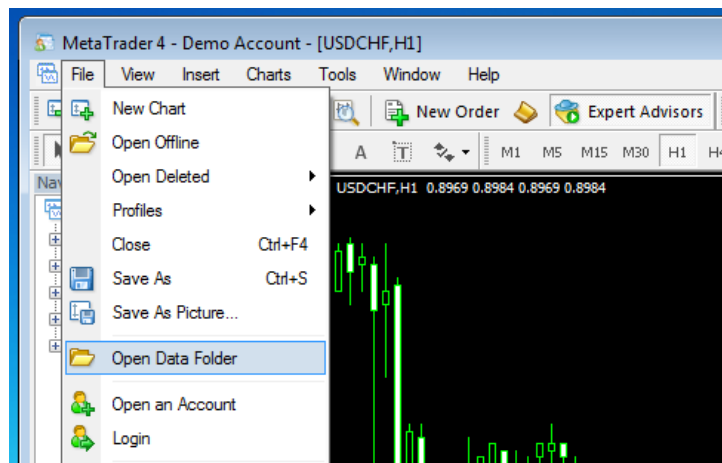 MetaTrader 4 - Demo Account - [USDCHF,H1]
File View Insert Charts Tools Window Help
New Chart
New Order Expert Advisors
Open Offline
A T M1 M5 M15 M30 H1 H4
Open Deleted
Nav
USDCHF,H1 0.8969 0.8984 0.8969 0.8984
Profiles
Close Ctrl+F4
Save As Ctrl+S
Save As Picture...
Open Data Folder
Open an Account
Login